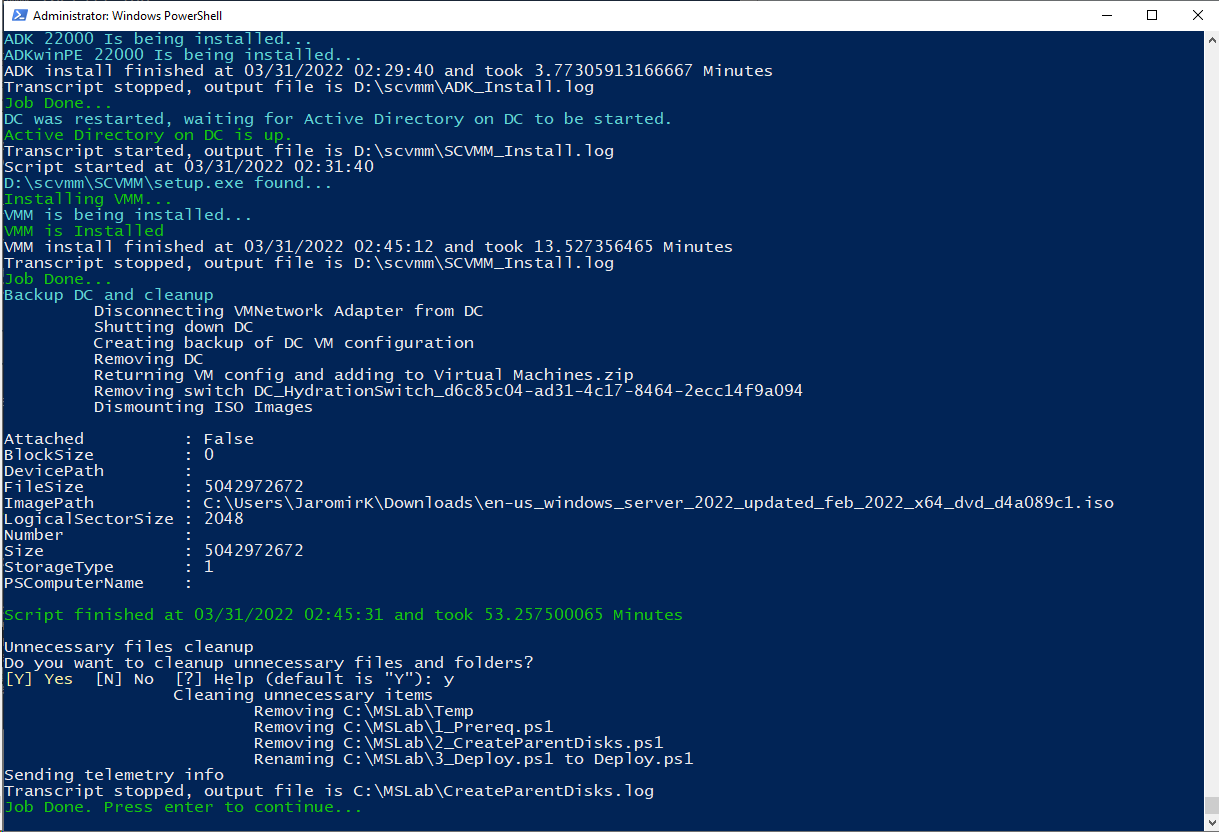 Administrator: Windows PowerShell
ADK 22000 Is being installed...
ADKwinPE 22000 Is being installed...
ADK install finished at 03/31/2022 02:29:40 and took 3.77305913166667 Minutes
Transcript stopped, output file is D:\scvmm\ADK_Install.log
Job Done...
DC was restarted, waiting for Active Directory on DC to be started.
Active Directory on DC is up.
Transcript started, output file is D:\scvmm\SCVMM_Install.log
Script started at 03/31/2022 02:31:40
D:\scvmm\SCVMM\setup.exe found...
Installing VMM...
VMM is being installed...
VMM is Installed
VMM install finished at 03/31/2022 02:45:12 and took 13.527356465 Minutes
Transcript stopped, output file is D:\scvmm\SCVMM_Install.log
Job Done...
Backup DC and cleanup
Disconnecting VMNetwork Adapter from DC
Shutting down DC
Creating backup of DC VM configuration
Removing DC
Returning VM config and adding to Virtual Machines.zip
Removing switch DC_HydrationSwitch_d6c85c04-ad31-4c17-8464-2ecc14f9a094
Dismounting ISO Images
Attached : False
BlockSize : 0
DevicePath :
FileSize : 5042972672
ImagePath : C:\Users\JaromirK\Downloads\en-us_windows_server_2022_updated_feb_2022_x64_dvd_d4a089c1.iso
LogicalSectorSize : 2048
Number :
Size : 5042972672
StorageType : 1
PSComputerName :
Script finished at 03/31/2022 02:45:31 and took 53.257500065 Minutes
Unnecessary files cleanup
Do you want to cleanup unnecessary files and folders?
[Y] Yes [N] No [?] Help (default is "Y"): y
Cleaning unnecessary items
Removing C:\MSLab\Temp
Removing C:\MSLab\1_Prereq.ps1
Removing C:\MSLab\2_CreateParentDisks.ps1
Renaming C:\MSLab\3_Deploy.ps1 to Deploy.ps1
Sending telemetry info
Transcript stopped, output file is C:\MSLab\CreateParentDisks.log
Job Done. Press enter to continue...